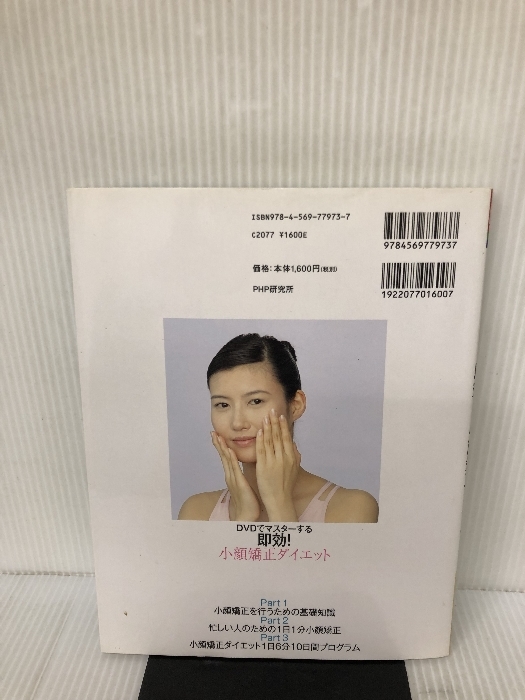 ISBN978-4-569-77973-7
C2077 ¥1600E
9784569779737
価格:本体1,600円(税別)
1922077016007
PHP研究所
DVDでマスターする
即効!
小顔矯正ダイエット
Part 1
小顔矯正を行うための基礎知識
Part 2
忙しい人のための1日1分小顔矯正
Part 3
小顔矯正ダイエット1日6分10日間プログラム